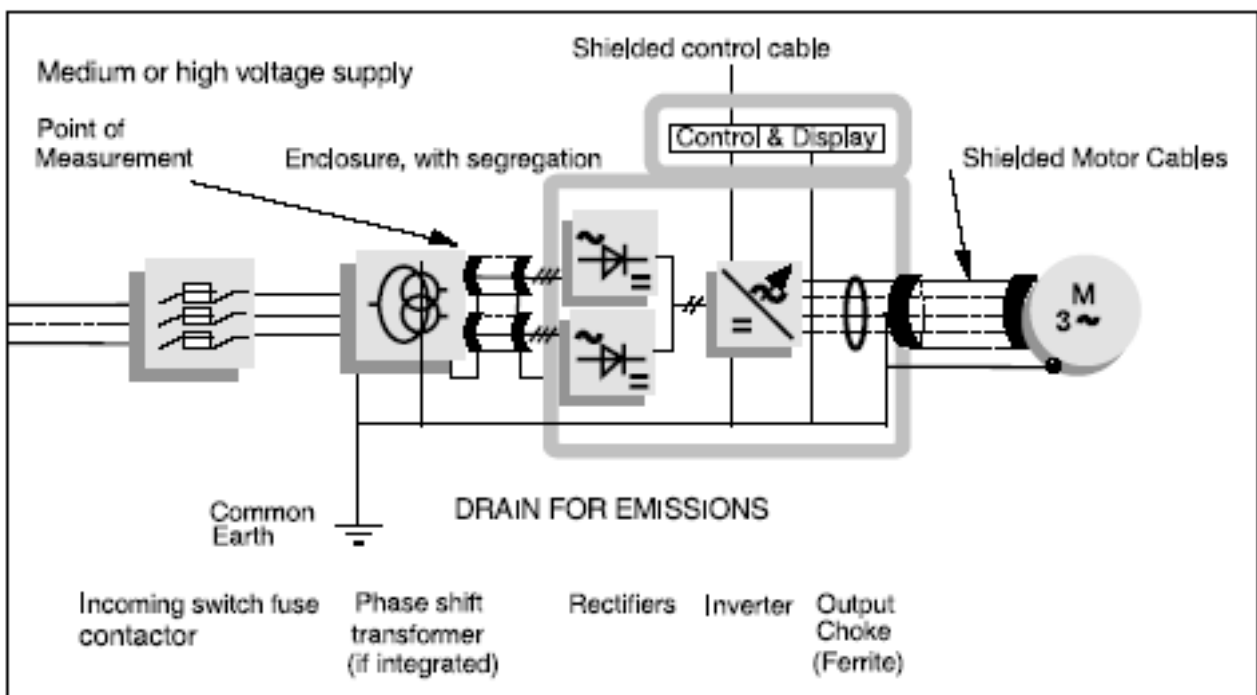 Shielded control cable
Medium or high voltage supply
Point of
Measurement
Control & Display
Enclosure, with segregation
Shielded Motor Cables
M
3 ~
Common
Earth
DRAIN FOR EMISSIONS
Incoming switch fuse
contactor
Phase shift
transformer
(if integrated)
Rectifiers
Inverter
Output
Choke
(Ferrite)